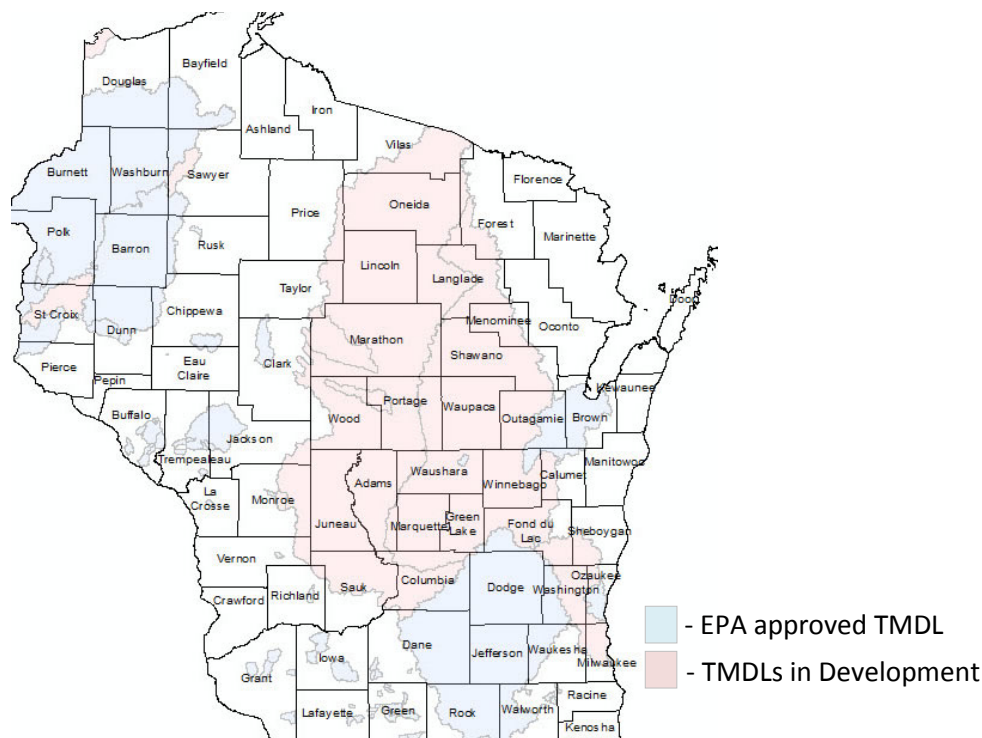 Bayfield
Douglas
Iron
Ashland
Vilas
Burnett
Washburn
Sawyer
Florence
Oneida
Price
Forest
Polk
Marinette
Barron
Rusk
Lincoln
Langlade
Taylor
Door
St Croix
Chippewa
Dunn
Menominee
Oconto
Marathon
Shawano
Pierce
Eau
Claire
Clark
Pepin
Kewaunee
Portage
Waupaca
Buffalo
Wood
Outagamie
Brown
Jackson
Trempealeau
Waushara
Manitowoc
Calumet
Winnebago
Adams
La
Crosse
Monroe
Juneau
Marquette
Green
Lake
Fond du
Lac
Sheboygan
Vernon
Sauk
Columbia
Dodge
Ozaukee
Washington
Richland
Crawford
- EPA approved TMDL
Dane
Jefferson
Waukesha
Iowa
Milwaukee
- TMDLs in Development
Grant
Racine
Lafayette
Green
Rock
Walworth
Kenosha